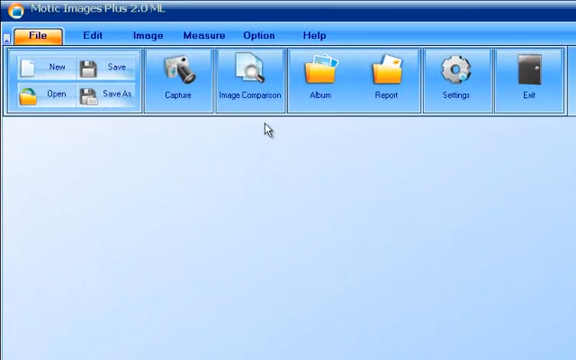 Motic Images Plus 2.0 ML
File Edit Image Measure Option Help
New Save
Open Save As
Capture Image Comparison Album Report Settings Exit